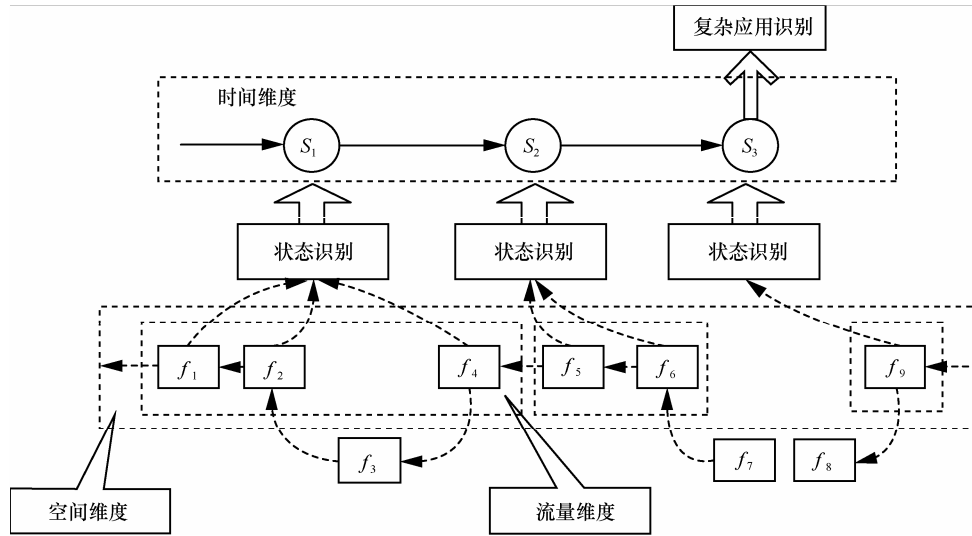 复杂应用识别
时间维度
S1
S2
S3
状态识别
状态识别
状态识别
f1
f2
f4
f5
f6
f9
f3
f7
f8
空间维度
流量维度